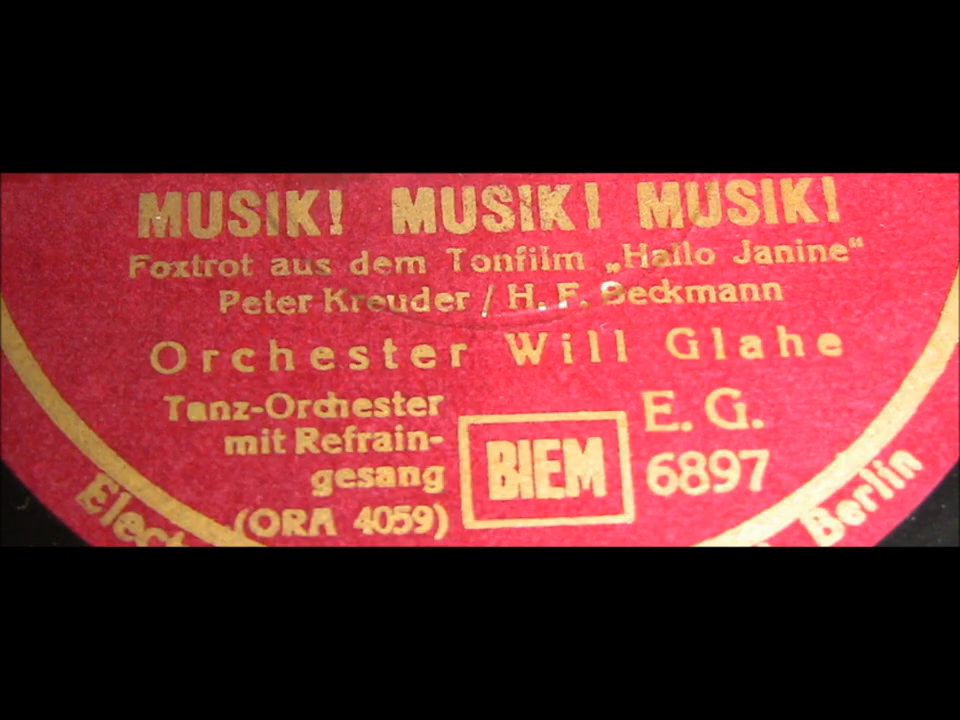 MUSIK! MUSIK! MUSIK!
Foxtrot aus dem Tonfilm „Hallo Janine“
Peter Kreuder / H. F. Beckmann
Orchester Will Glahe
Tanz-Orchester
mit Refrain-
gesang
(ORA 4059)
BIEM
E. G.
6897
Berlin